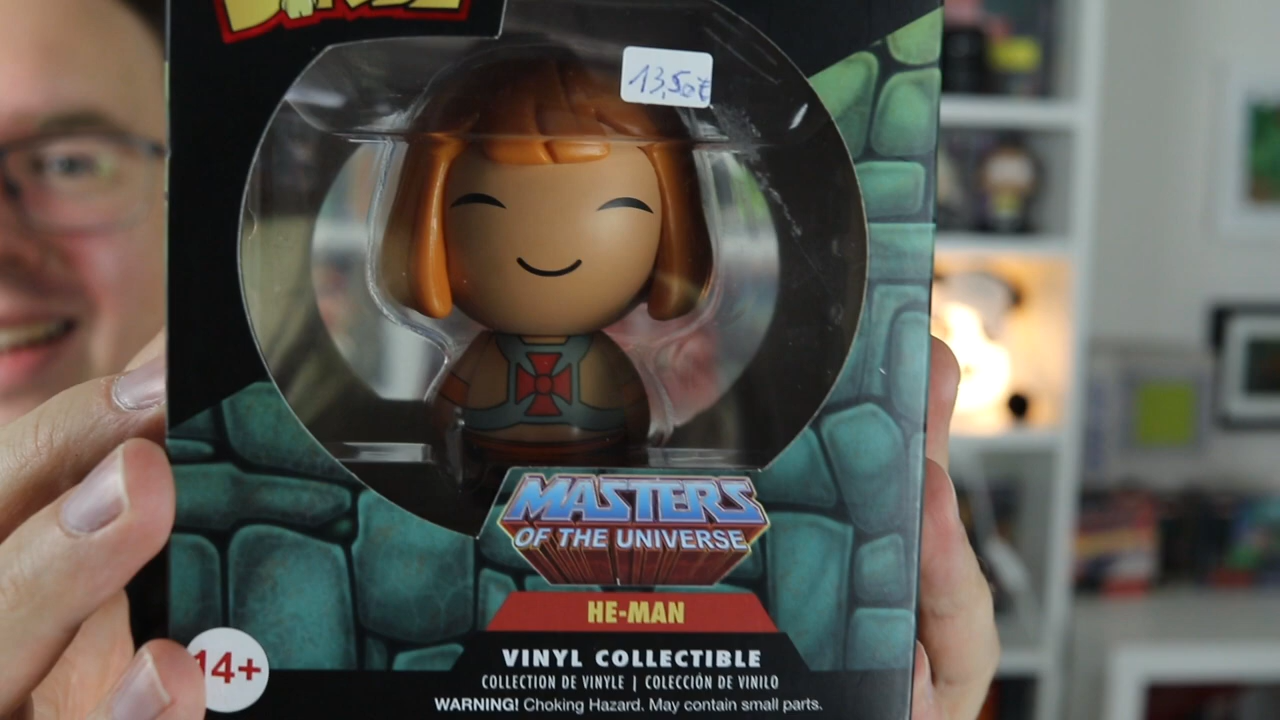 13,50€
MASTERS
OF THE UNIVERSE
HE-MAN
VINYL COLLECTIBLE
COLLECTION DE VINYLE | COLECCIÓN DE VINILO
14+
WARNING! Choking Hazard. May contain small parts.